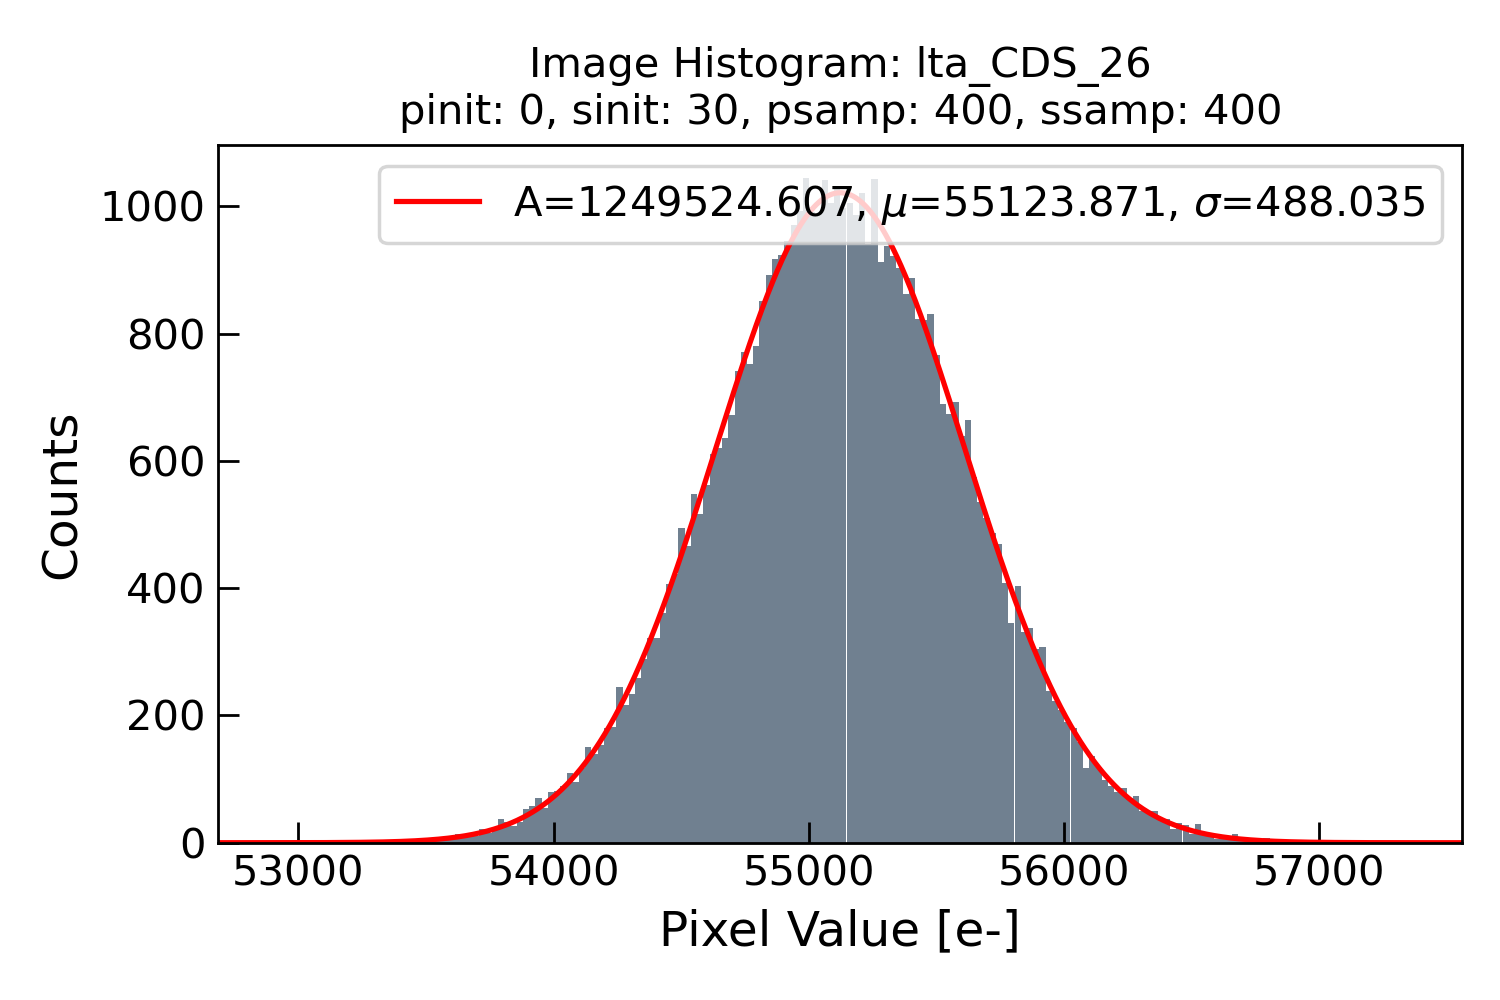 Image Histogram: lta_CDS_26
pinit: 0, sinit: 30, psamp: 400, ssamp: 400
A=1249524.607, μ=55123.871, σ=488.035
1000
800
600
400
200
0
Counts
53000 54000 55000 56000 57000
Pixel Value [e-]